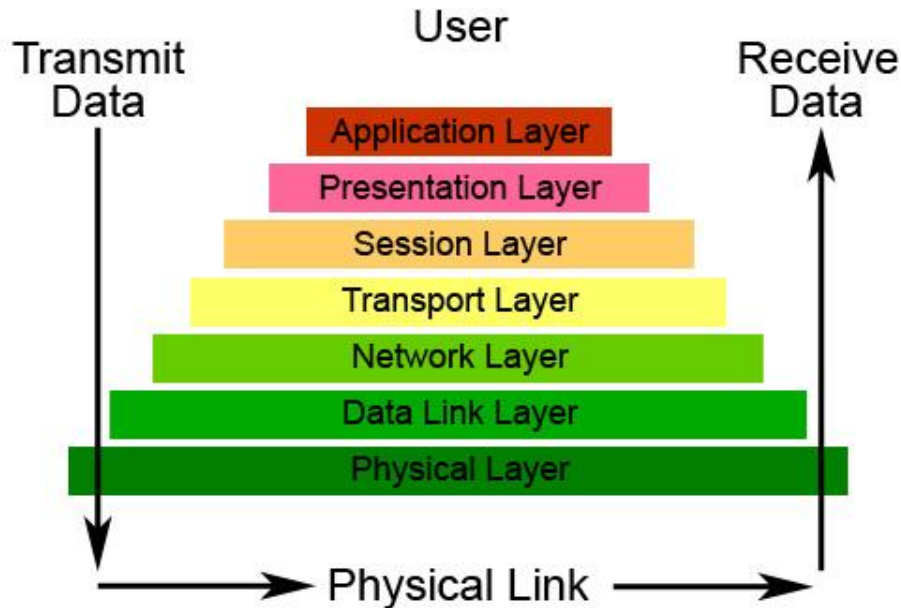 User
Transmit
Data
Receive
Data
Application Layer
Presentation Layer
Session Layer
Transport Layer
Network Layer
Data Link Layer
Physical Layer
Physical Link